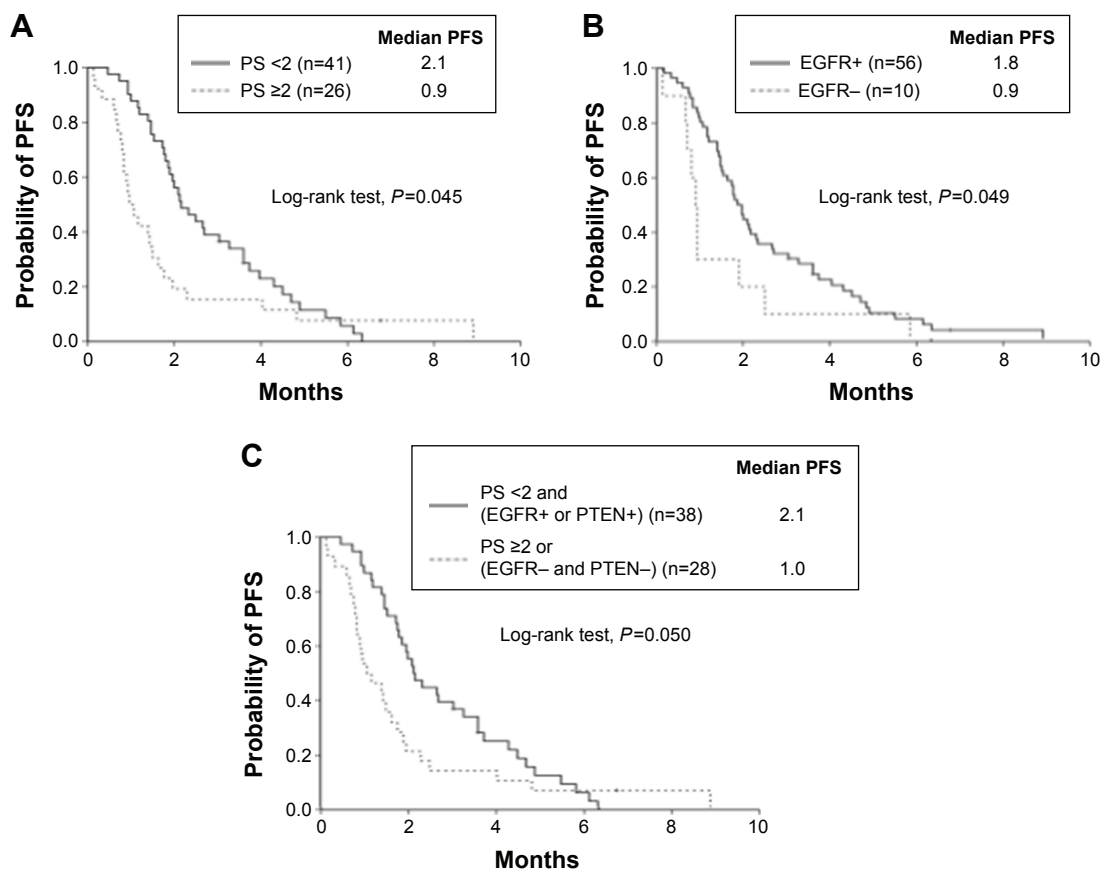 A
Median PFS
PS <2 (n=41) 2.1
PS ≥2 (n=26) 0.9
Probability of PFS
1.0
0.8
0.6
0.4
0.2
0.0
Log-rank test, P=0.045
0 2 4 6 8 10
Months
B
Median PFS
EGFR+ (n=56) 1.8
EGFR– (n=10) 0.9
Probability of PFS
1.0
0.8
0.6
0.4
0.2
0.0
Log-rank test, P=0.049
0 2 4 6 8 10
Months
C
Median PFS
PS <2 and
(EGFR+ or PTEN+) (n=38) 2.1
PS ≥2 or
(EGFR– and PTEN–) (n=28) 1.0
Probability of PFS
1.0
0.8
0.6
0.4
0.2
0.0
Log-rank test, P=0.050
0 2 4 6 8 10
Months